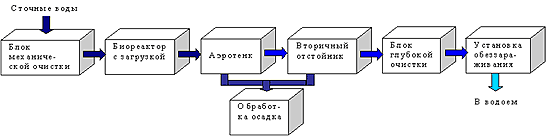 Сточные воды
Блок
механиче-
ской очистки
Биореактор
с загрузкой
Аэротенк
Вторичный
отстойник
Блок
глубокой
очистки
Установка
обеззара-
живания
Обработ-
ка осадка
В водоем